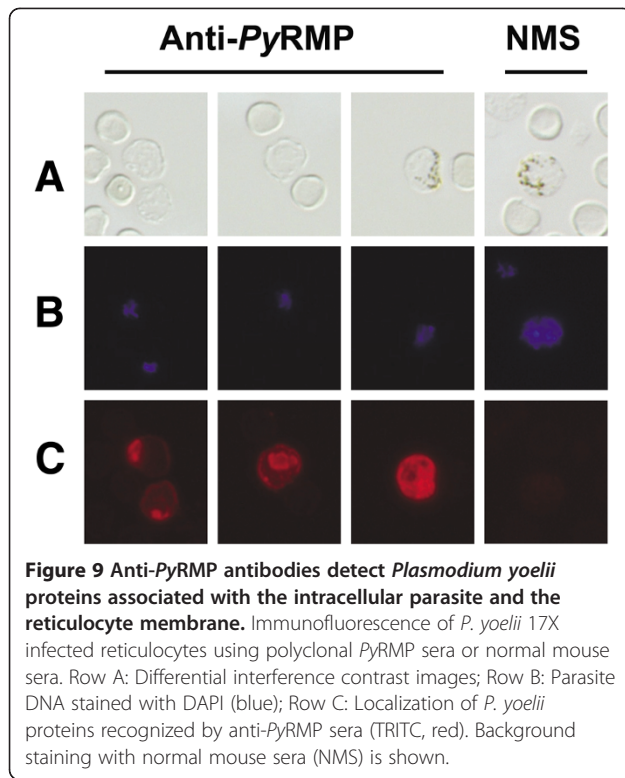 Anti-PyRMP NMS
A
B
C
Figure 9 Anti-PyRMP antibodies detect Plasmodium yoelii
proteins associated with the intracellular parasite and the
reticulocyte membrane. Immunofluorescence of P. yoelii 17X
infected reticulocytes using polyclonal PyRMP sera or normal mouse
sera. Row A: Differential interference contrast images; Row B: Parasite
DNA stained with DAPI (blue); Row C: Localization of P. yoelii
proteins recognized by anti-PyRMP sera (TRITC, red). Background
staining with normal mouse sera (NMS) is shown.